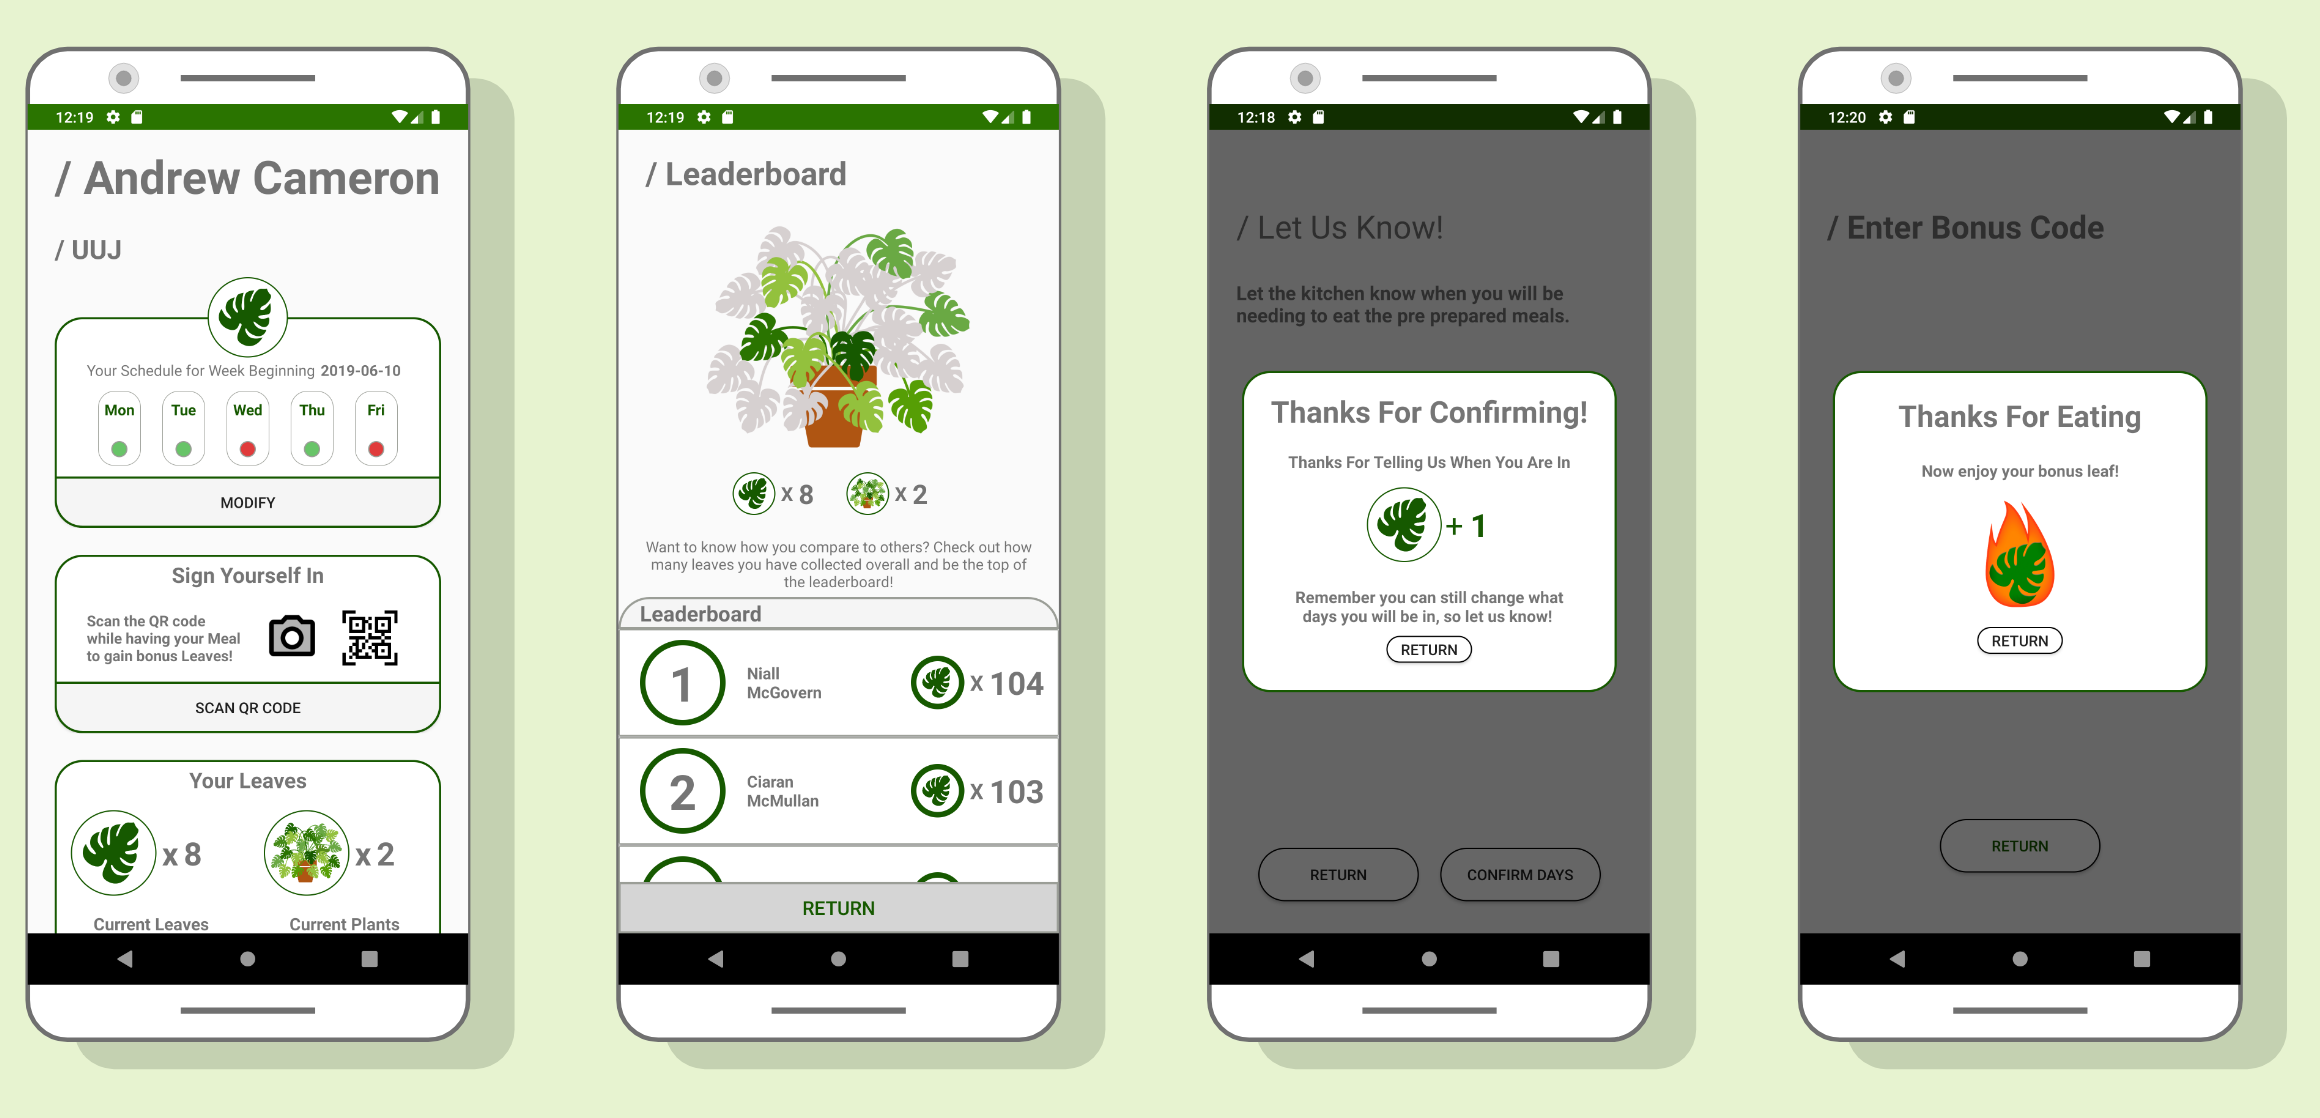 12:19
/ Andrew Cameron
/ UUJ
Your Schedule for Week Beginning 2019-06-10
Mon Tue Wed Thu Fri
MODIFY
Sign Yourself In
Scan the QR code
while having your Meal
to gain bonus Leaves!
SCAN QR CODE
Your Leaves
x 8 x 2
Current Leaves Current Plants
12:19
/ Leaderboard
X 8 X 2
Want to know how you compare to others? Check out how
many leaves you have collected overall and be the top of
the leaderboard!
Leaderboard
1 Niall
McGovern
X 104
2 Ciaran
McMullan
X 103
RETURN
12:18
/ Let Us Know!
Let the kitchen know when you will be
needing to eat the pre prepared meals.
Thanks For Confirming!
Thanks For Telling Us When You Are In
+ 1
Remember you can still change what
days you will be in, so let us know!
RETURN
RETURN CONFIRM DAYS
12:20
/ Enter Bonus Code
Thanks For Eating
Now enjoy your bonus leaf!
RETURN
RETURN